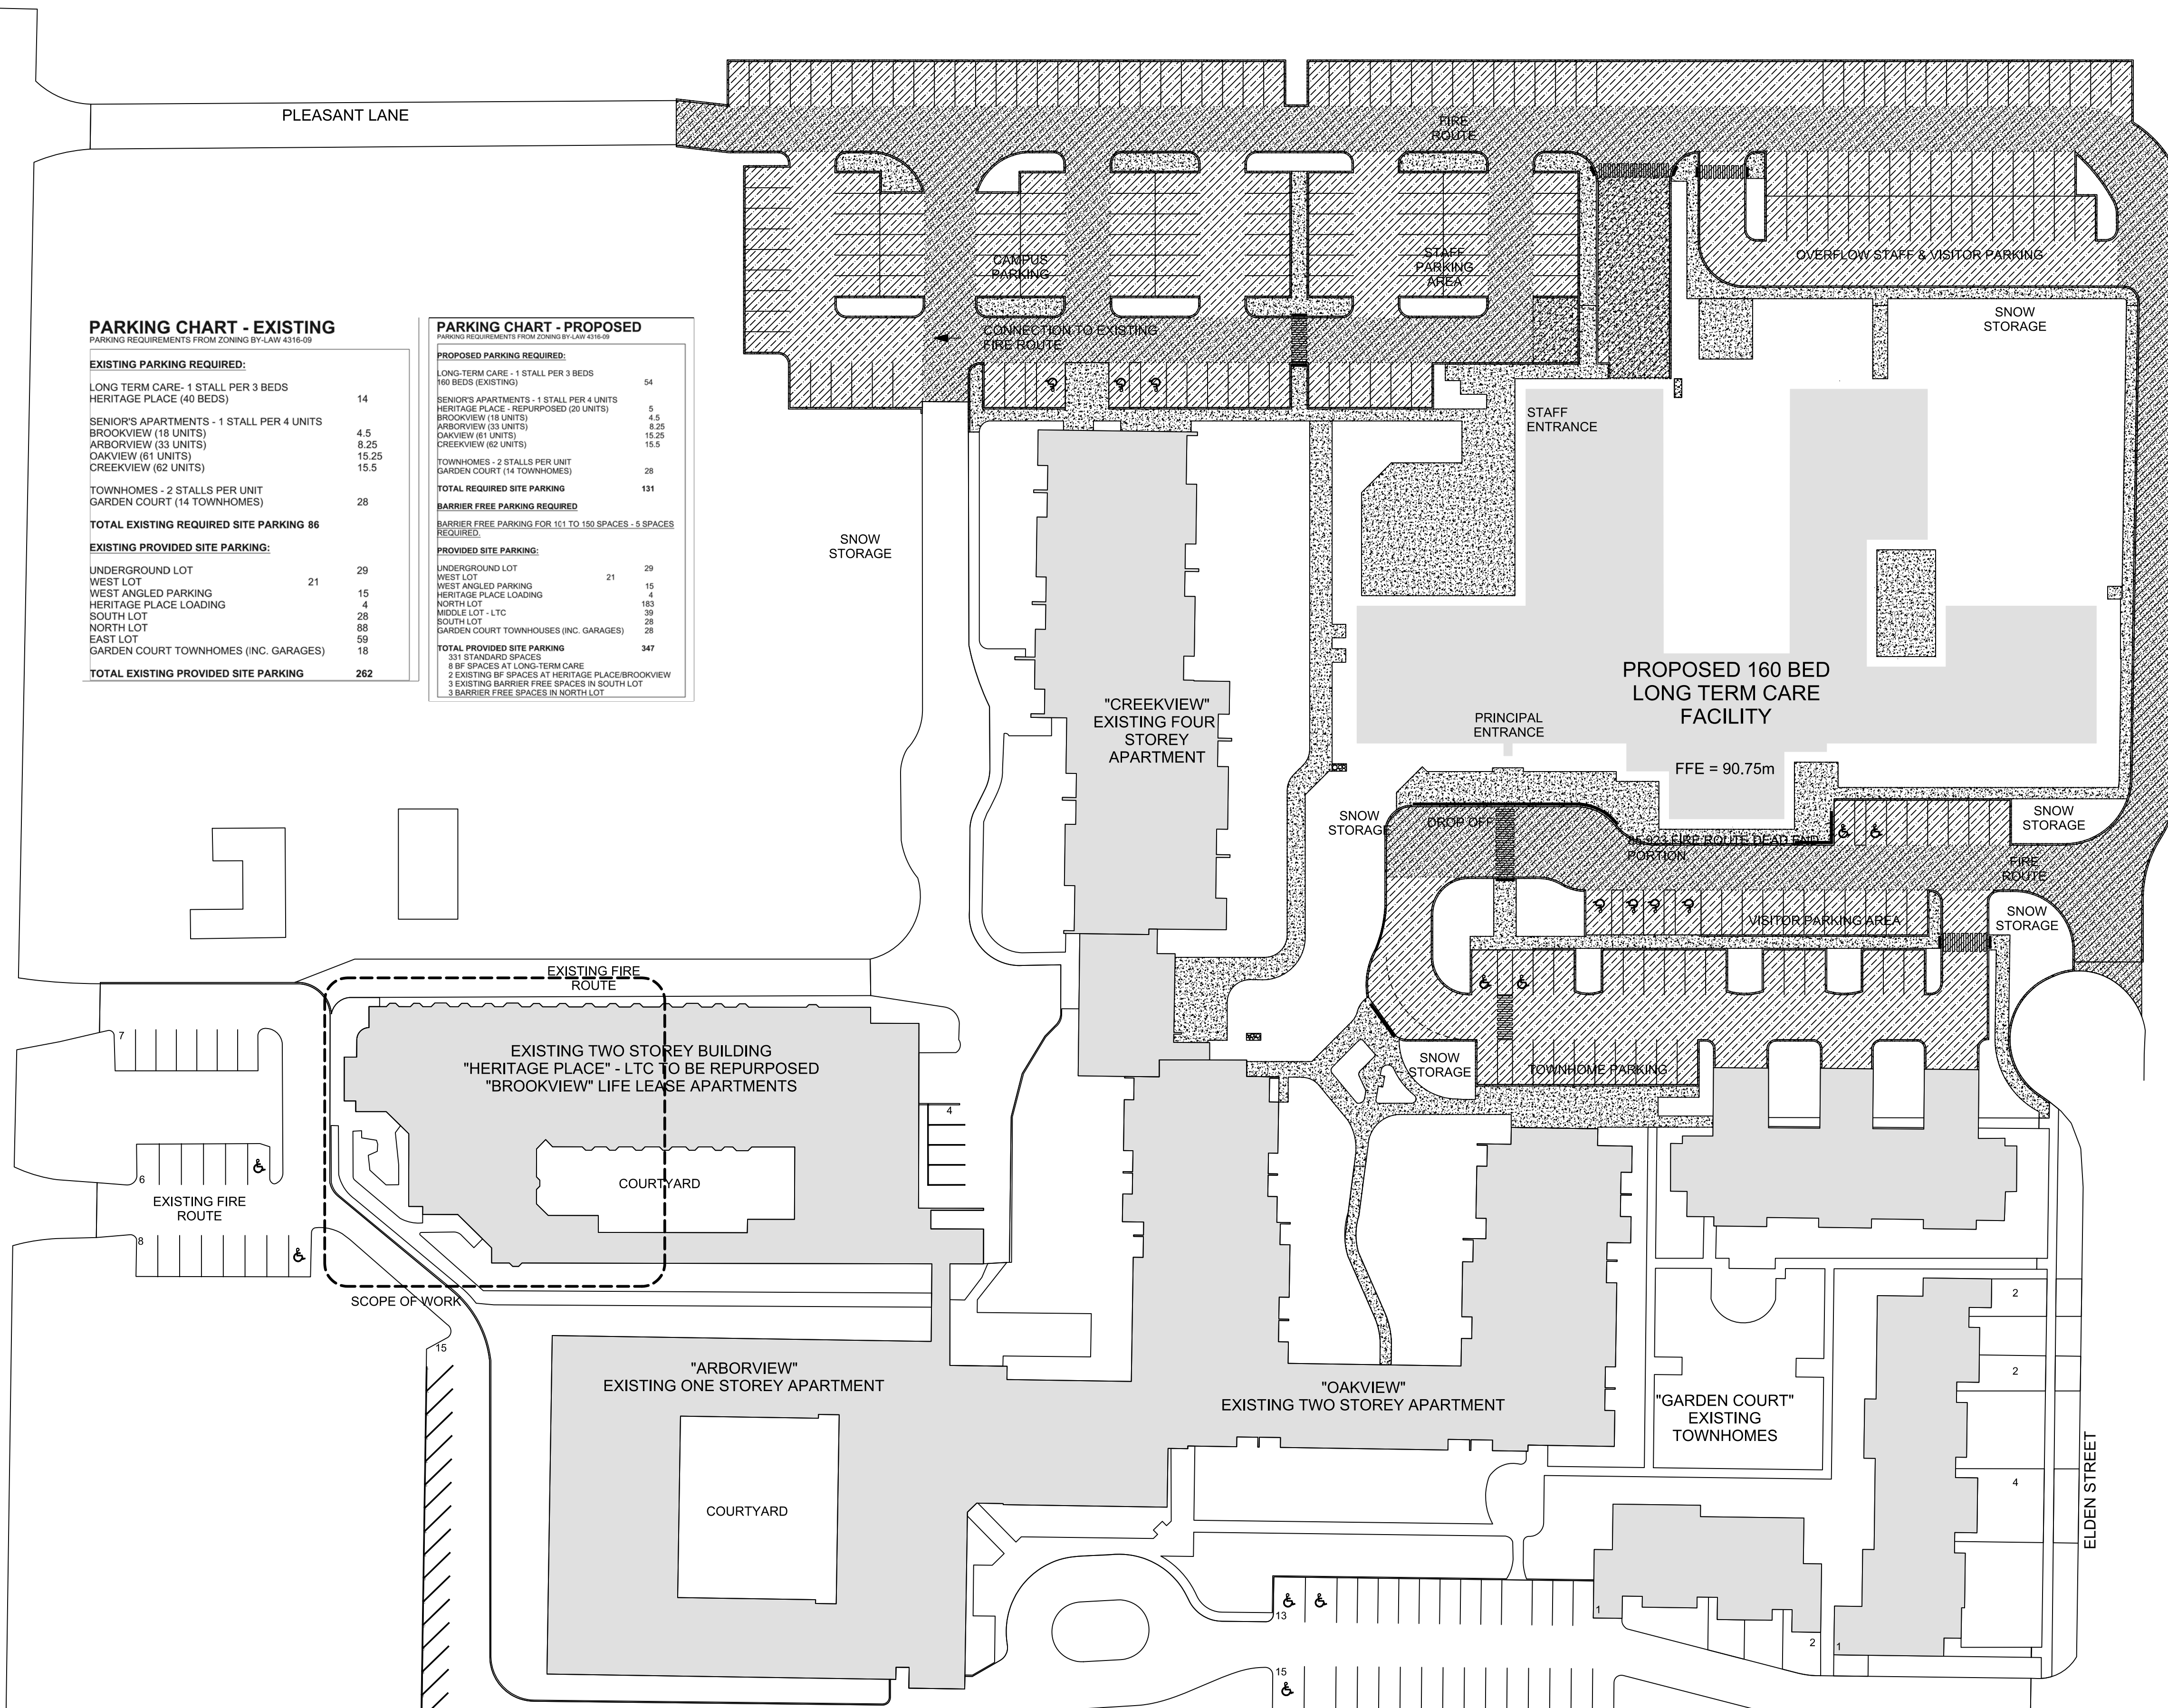 PLEASANT LANE
FIRE
ROUTE
CAMPUS
PARKING
STAFF
PARKING
AREA
OVERFLOW STAFF & VISITOR PARKING
SNOW
STORAGE
CONNECTION TO EXISTING
FIRE ROUTE
PARKING CHART - EXISTING
PARKING REQUIREMENTS FROM ZONING BY-LAW 4316-09
EXISTING PARKING REQUIRED:
LONG TERM CARE- 1 STALL PER 3 BEDS
HERITAGE PLACE (40 BEDS) 14
SENIOR'S APARTMENTS - 1 STALL PER 4 UNITS
BROOKVIEW (18 UNITS) 4.5
ARBORVIEW (33 UNITS) 8.25
OAKVIEW (61 UNITS) 15.25
CREEKVIEW (62 UNITS) 15.5
TOWNHOMES - 2 STALLS PER UNIT
GARDEN COURT (14 TOWNHOMES) 28
TOTAL EXISTING REQUIRED SITE PARKING 86
EXISTING PROVIDED SITE PARKING:
UNDERGROUND LOT 29
WEST LOT 21
WEST ANGLED PARKING 15
HERITAGE PLACE LOADING 4
SOUTH LOT 28
NORTH LOT 88
EAST LOT 59
GARDEN COURT TOWNHOMES (INC. GARAGES) 18
TOTAL EXISTING PROVIDED SITE PARKING 262
PARKING CHART - PROPOSED
PARKING REQUIREMENTS FROM ZONING BY-LAW 4316-09
PROPOSED PARKING REQUIRED:
LONG-TERM CARE - 1 STALL PER 3 BEDS
160 BEDS (EXISTING) 54
SENIOR'S APARTMENTS - 1 STALL PER 4 UNITS
HERITAGE PLACE - REPURPOSED (20 UNITS) 5
BROOKVIEW (18 UNITS) 4.5
ARBORVIEW (33 UNITS) 8.25
OAKVIEW (61 UNITS) 15.25
CREEKVIEW (62 UNITS) 15.5
TOWNHOMES - 2 STALLS PER UNIT
GARDEN COURT (14 TOWNHOMES) 28
TOTAL REQUIRED SITE PARKING 131
BARRIER FREE PARKING REQUIRED
BARRIER FREE PARKING FOR 101 TO 150 SPACES - 5 SPACES
REQUIRED.
PROVIDED SITE PARKING:
UNDERGROUND LOT 29
WEST LOT 21
WEST ANGLED PARKING 15
HERITAGE PLACE LOADING 4
NORTH LOT 183
MIDDLE LOT - LTC 39
SOUTH LOT 28
GARDEN COURT TOWNHOUSES (INC. GARAGES) 28
TOTAL PROVIDED SITE PARKING 347
331 STANDARD SPACES
8 BF SPACES AT LONG-TERM CARE
2 EXISTING BF SPACES AT HERITAGE PLACE/BROOKVIEW
3 EXISTING BARRIER FREE SPACES IN SOUTH LOT
3 BARRIER FREE SPACES IN NORTH LOT
STAFF
ENTRANCE
SNOW
STORAGE
"CREEKVIEW"
EXISTING FOUR
STOREY
APARTMENT
PROPOSED 160 BED
LONG TERM CARE
FACILITY
PRINCIPAL
ENTRANCE
FFE = 90.75m
SNOW
STORAGE
DROP OFF
85.923 FIRE ROUTE DEAD END
PORTION
SNOW
STORAGE
FIRE
ROUTE
VISITOR PARKING AREA
SNOW
STORAGE
EXISTING FIRE
ROUTE
7
EXISTING TWO STOREY BUILDING
"HERITAGE PLACE" - LTC TO BE REPURPOSED
"BROOKVIEW" LIFE LEASE APARTMENTS
SNOW
STORAGE
TOWNHOME PARKING
4
COURTYARD
6
EXISTING FIRE
ROUTE
8
SCOPE OF WORK
15
"ARBORVIEW"
EXISTING ONE STOREY APARTMENT
"OAKVIEW"
EXISTING TWO STOREY APARTMENT
"GARDEN COURT"
EXISTING
TOWNHOMES
2
2
4
ELDEN STREET
COURTYARD
13
1
2
1
15